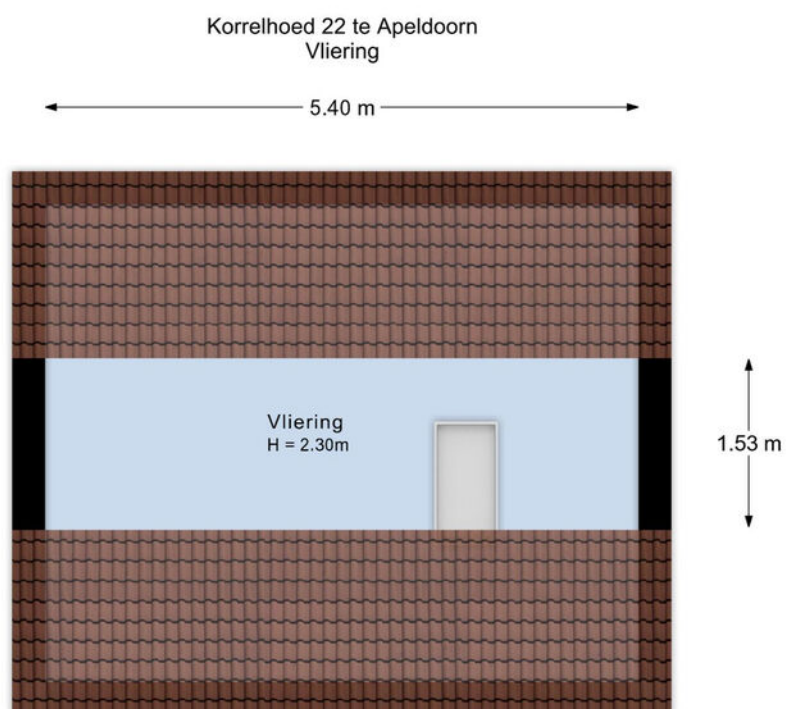 Korrelhoed 22 te Apeldoorn
Vliering
5.40 m
Vliering
H = 2.30m
1.53 m